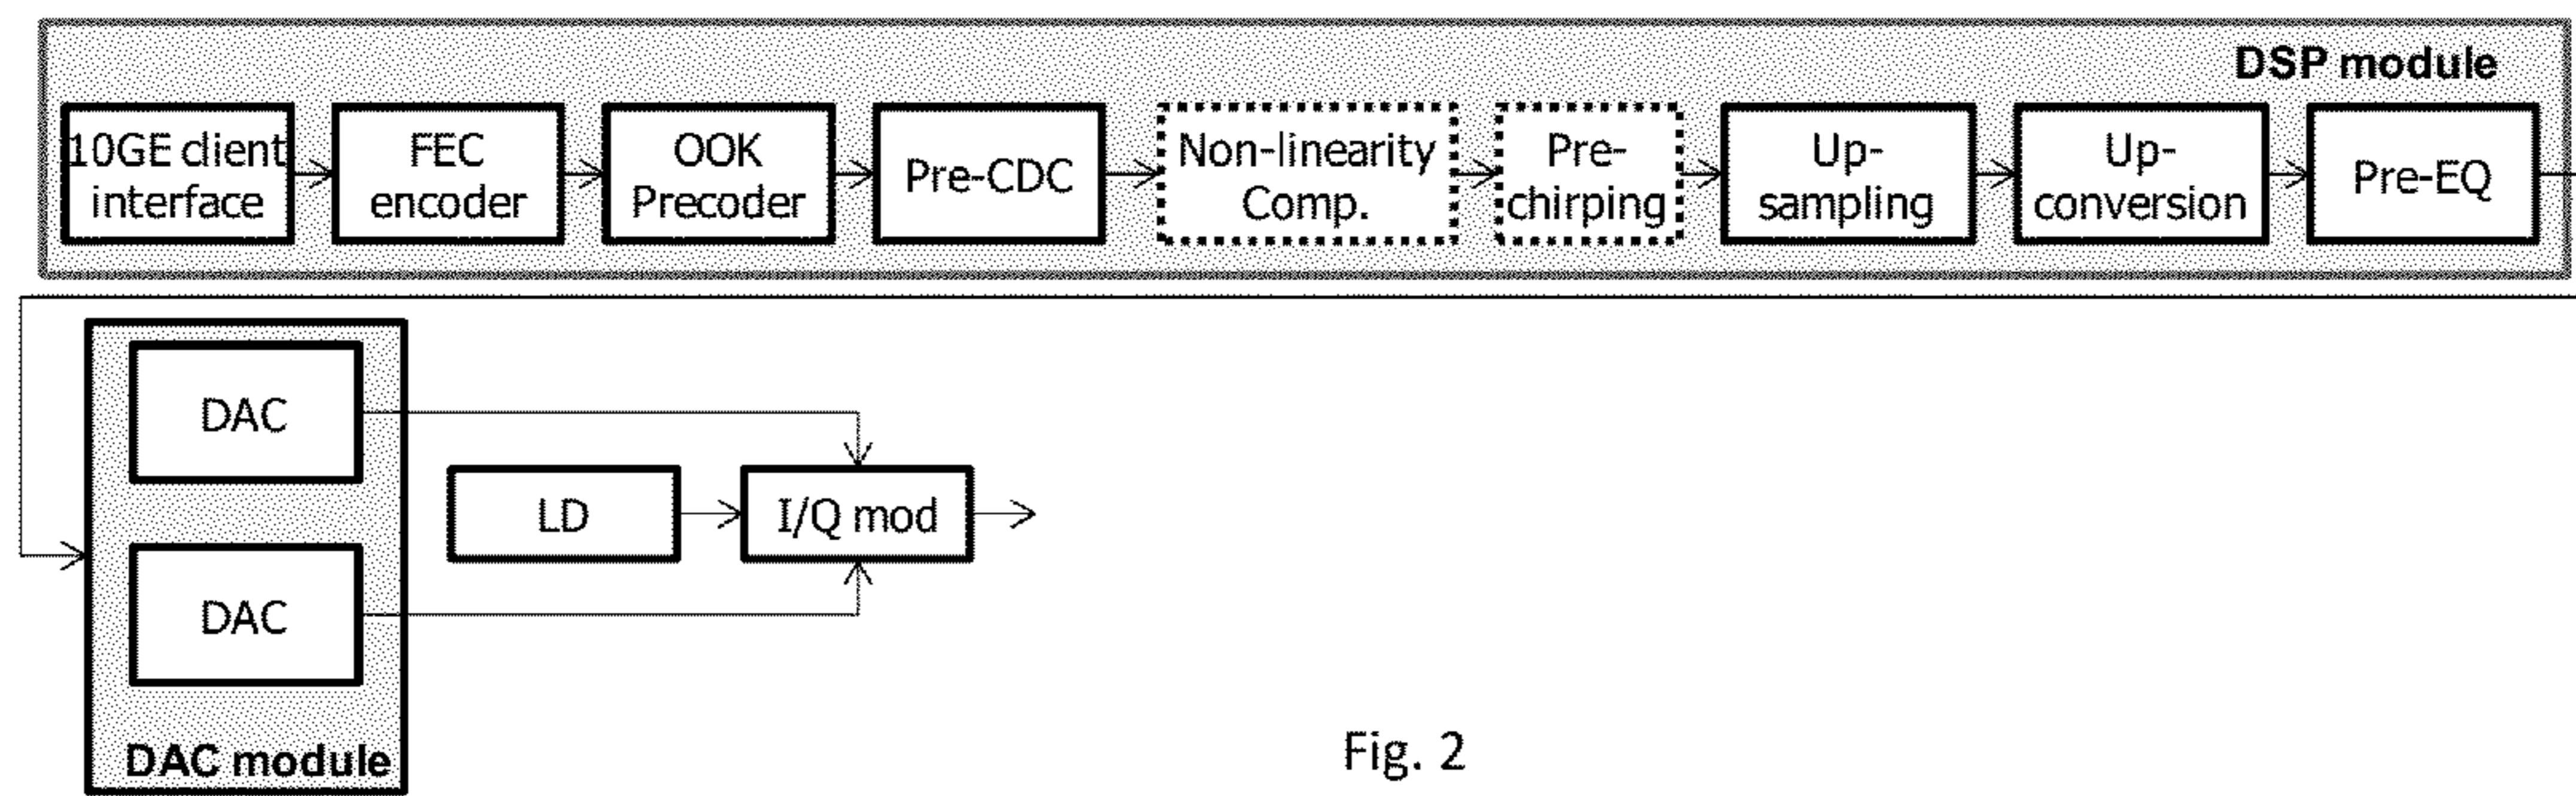 DSP module
10GE client
interface
FEC
encoder
OOK
Precoder
Pre-CDC
Non-linearity
Comp.
Pre-
chirping
Up-
sampling
Up-
conversion
Pre-EQ
DAC
LD
I/Q mod
DAC
DAC module
Fig. 2